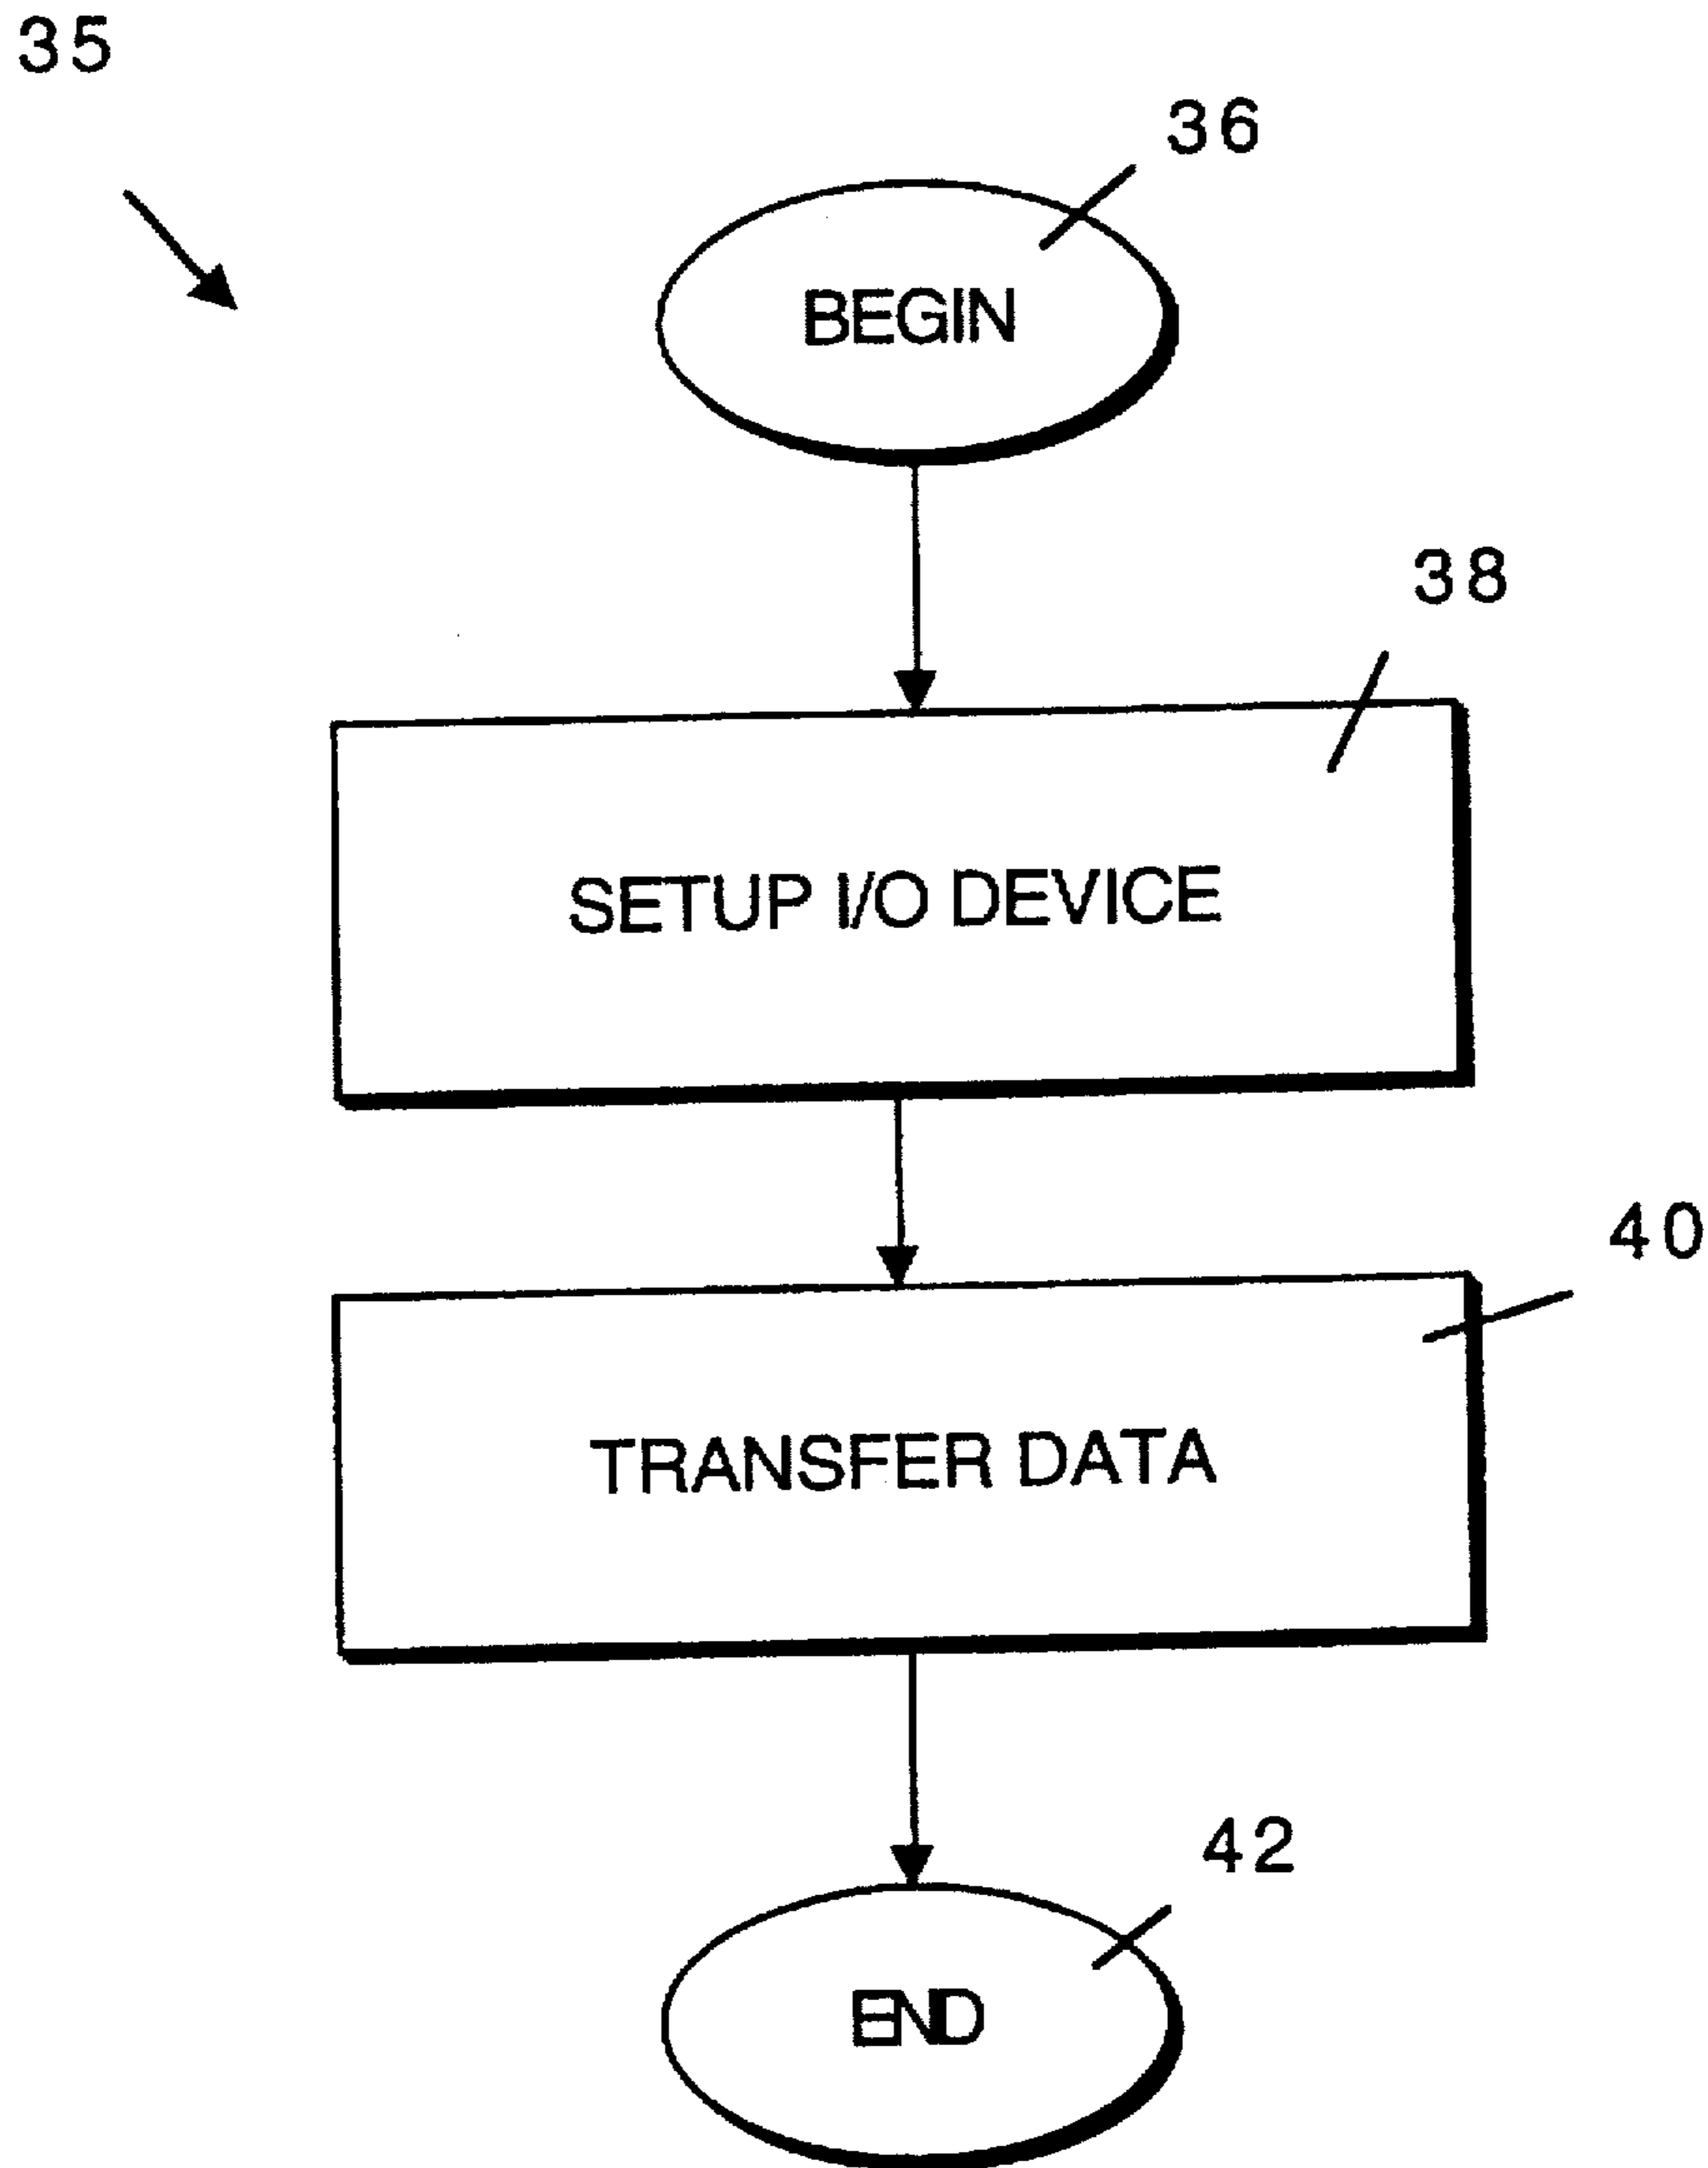 35
36
BEGIN
38
SETUP I/O DEVICE
40
TRANSFER DATA
42
END